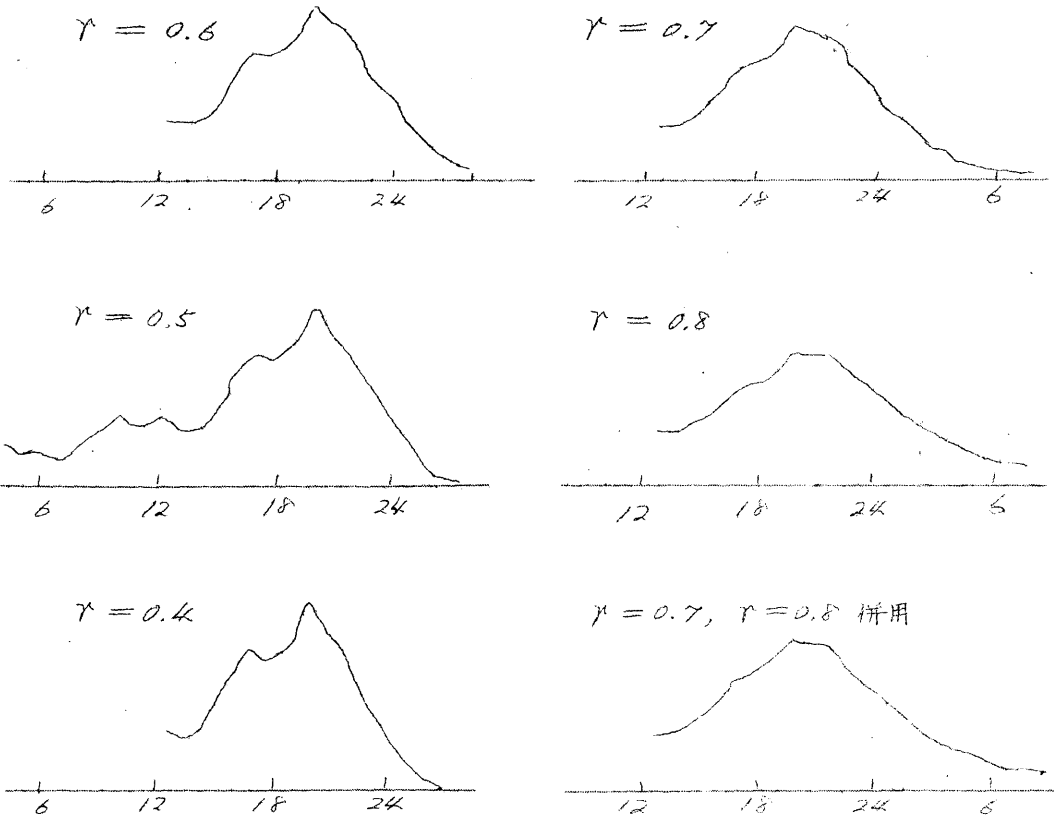 γ = 0.6
6 12 18 24
γ = 0.7
12 18 24 6
γ = 0.5
6 12 18 24
γ = 0.8
12 18 24 6
γ = 0.4
6 12 18 24
γ = 0.7, γ = 0.8 併用
12 18 24 6